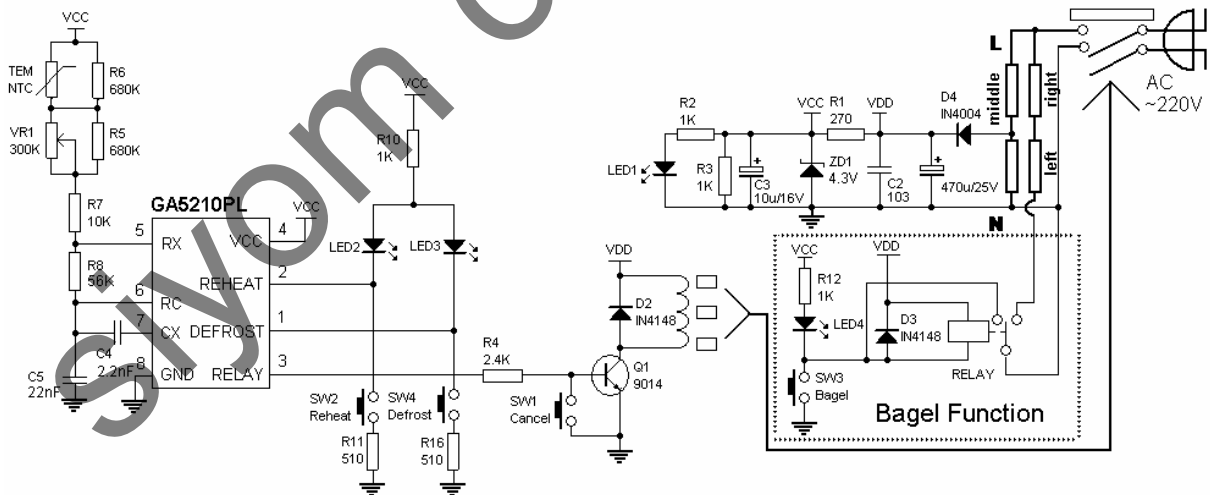 VCC
TEM
NTC
R6
680K
VR1
300K
R5
680K
R7
10K
R8
56K
C4
2.2nF
C5
22nF
GA5210PL
5
RX
6
RC
7
CX
8
GND
VCC
4
VCC
REHEAT
2
DEFROST
1
RELAY
3
VCC
R10
1K
LED2
LED3
SW2
Reheat
SW4
Defrost
R11
510
R16
510
R4
2.4K
SW1
Cancel
VDD
D2
IN4148
Q1
9014
R2
1K
LED1
R3
1K
C3
10u/16V
VCC
R1
270
VDD
ZD1
4.3V
C2
103
D4
IN4004
470u/25V
L
N
middle
right
left
AC
~220V
VCC
R12
1K
LED4
SW3
Bagel
VDD
D3
IN4148
RELAY
Bagel Function
siyom